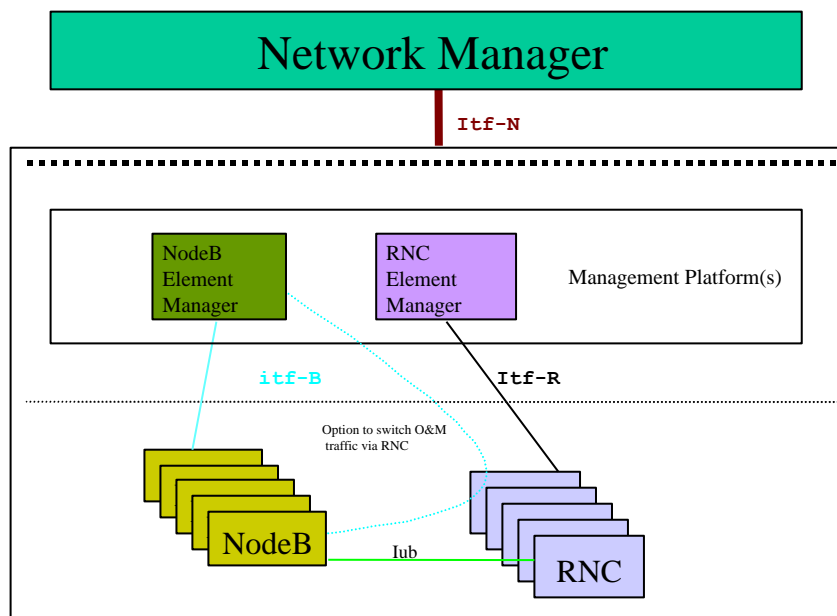 Network Manager
Itf-N
NodeB
Element
Manager
RNC
Element
Manager
Management Platform(s)
itf-B
Itf-R
Option to switch O&M
traffic via RNC
NodeB
Iub
RNC